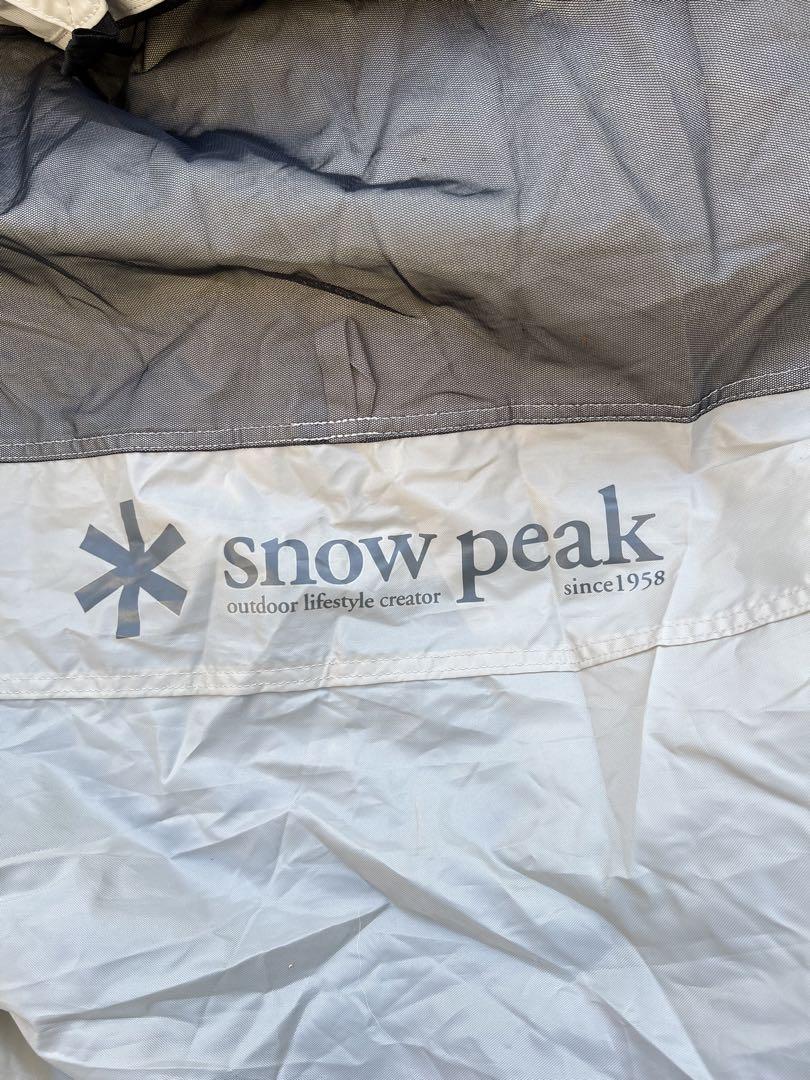 snow peak
outdoor lifestyle creator
since1958